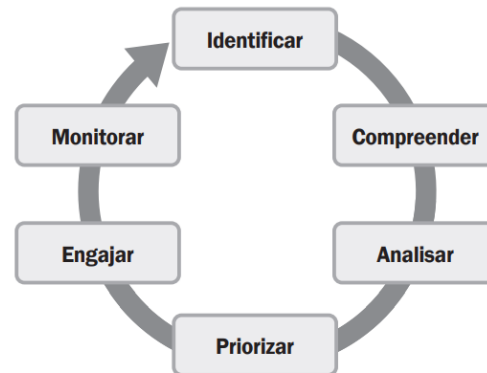 Identificar
Compreender
Analisar
Priorizar
Engajar
Monitorar